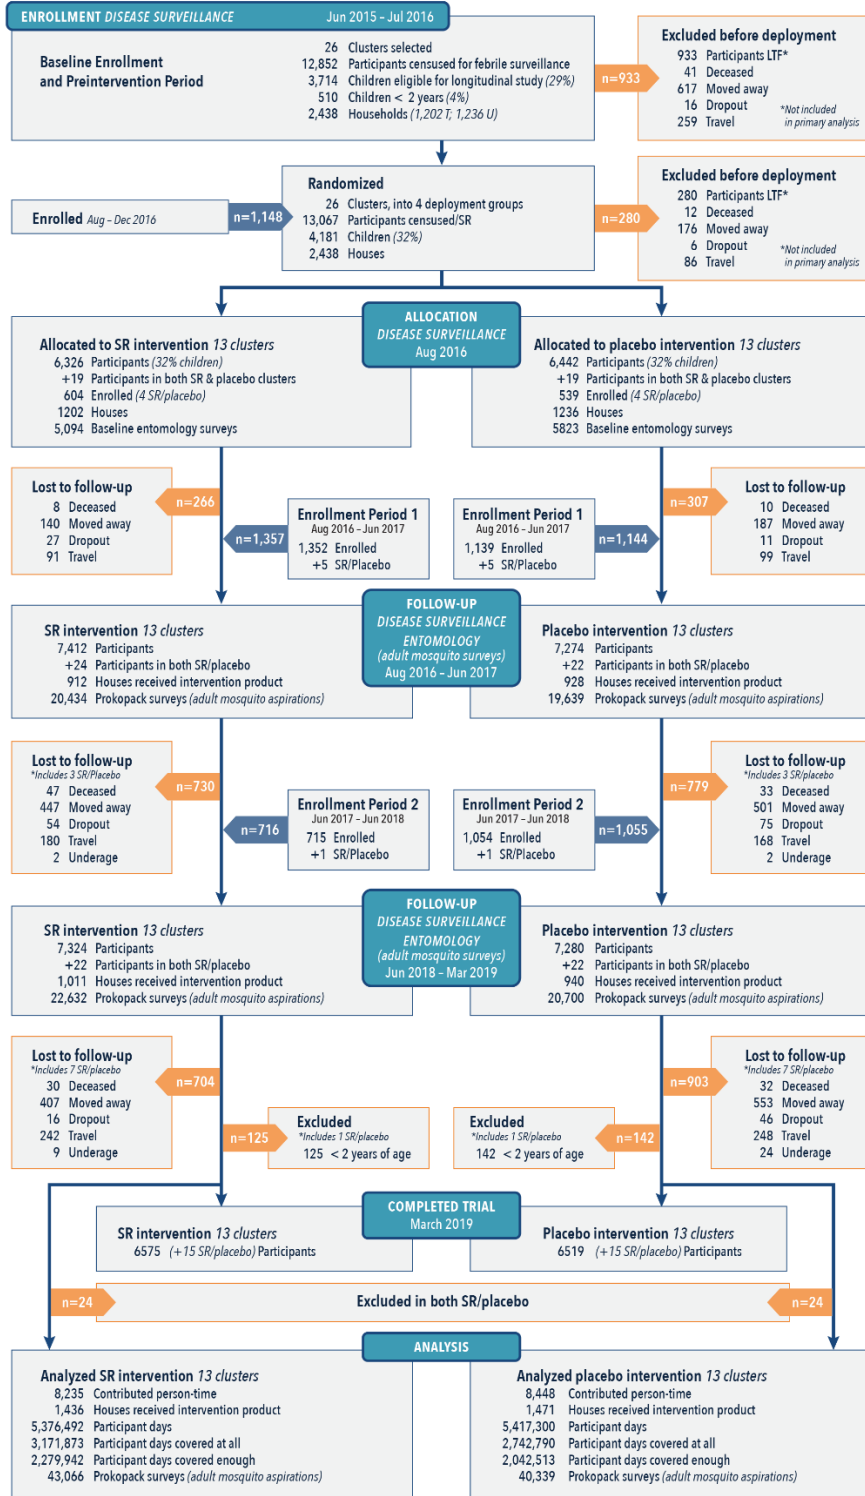 ENROLLMENT DISEASE SURVEILLANCE Jun 2015 – Jul 2016
Baseline Enrollment
and Preintervention Period
26 Clusters selected
12,852 Participants censused for febrile surveillance
3,714 Children eligible for longitudinal study (29%)
510 Children < 2 years (4%)
2,438 Households (1,202 T; 1,236 U)
n=933
Excluded before deployment
933 Participants LTF*
41 Deceased
617 Moved away
16 Dropout
259 Travel
*Not included
in primary analysis
Enrolled Aug – Dec 2016
n=1,148
Randomized
26 Clusters, into 4 deployment groups
13,067 Participants censused/SR
4,181 Children (32%)
2,438 Houses
n=280
Excluded before deployment
280 Participants LTF*
12 Deceased
176 Moved away
6 Dropout
86 Travel
*Not included
in primary analysis
ALLOCATION
DISEASE SURVEILLANCE
Aug 2016
Allocated to SR intervention 13 clusters
6,326 Participants (32% children)
+19 Participants in both SR & placebo clusters
604 Enrolled (4 SR/placebo)
1202 Houses
5,094 Baseline entomology surveys
Allocated to placebo intervention 13 clusters
6,442 Participants (32% children)
+19 Participants in both SR & placebo clusters
539 Enrolled (4 SR/placebo)
1236 Houses
5823 Baseline entomology surveys
Lost to follow-up
8 Deceased
140 Moved away
27 Dropout
91 Travel
n=266
n=1,357
Enrollment Period 1
Aug 2016 – Jun 2017
1,352 Enrolled
+5 SR/Placebo
Enrollment Period 1
Aug 2016 – Jun 2017
1,139 Enrolled
+5 SR/Placebo
n=1,144
n=307
Lost to follow-up
10 Deceased
187 Moved away
11 Dropout
99 Travel
FOLLOW-UP
DISEASE SURVEILLANCE
ENTOMOLOGY
(adult mosquito surveys)
Aug 2016 – Jun 2017
SR intervention 13 clusters
7,412 Participants
+24 Participants in both SR/placebo
912 Houses received intervention product
20,434 Prokopack surveys (adult mosquito aspirations)
Placebo intervention 13 clusters
7,274 Participants
+22 Participants in both SR/placebo
928 Houses received intervention product
19,639 Prokopack surveys (adult mosquito aspirations)
Lost to follow-up
*Includes 3 SR/Placebo
47 Deceased
447 Moved away
54 Dropout
180 Travel
2 Underage
n=730
n=716
Enrollment Period 2
Jun 2017 – Jun 2018
715 Enrolled
+1 SR/Placebo
Enrollment Period 2
Jun 2017 – Jun 2018
1,054 Enrolled
+1 SR/Placebo
n=1,055
n=779
Lost to follow-up
*Includes 3 SR/placebo
33 Deceased
501 Moved away
75 Dropout
168 Travel
2 Underage
FOLLOW-UP
DISEASE SURVEILLANCE
ENTOMOLOGY
(adult mosquito surveys)
Jun 2018 – Mar 2019
SR intervention 13 clusters
7,324 Participants
+22 Participants in both SR/placebo
1,011 Houses received intervention product
22,632 Prokopack surveys (adult mosquito aspirations)
Placebo intervention 13 clusters
7,280 Participants
+22 Participants in both SR/placebo
940 Houses received intervention product
20,700 Prokopack surveys (adult mosquito aspirations)
Lost to follow-up
*Includes 7 SR/placebo
30 Deceased
407 Moved away
16 Dropout
242 Travel
9 Underage
n=704
n=125
Excluded
*Includes 1 SR/placebo
125 < 2 years of age
Excluded
*Includes 1 SR/placebo
142 < 2 years of age
n=142
n=903
Lost to follow-up
*Includes 7 SR/placebo
32 Deceased
553 Moved away
46 Dropout
248 Travel
24 Underage
COMPLETED TRIAL
March 2019
SR intervention 13 clusters
6575 (+15 SR/placebo) Participants
Placebo intervention 13 clusters
6519 (+15 SR/placebo) Participants
n=24
Excluded in both SR/placebo
n=24
ANALYSIS
Analyzed SR intervention 13 clusters
8,235 Contributed person-time
1,436 Houses received intervention product
5,376,492 Participant days
3,171,873 Participant days covered at all
2,279,942 Participant days covered enough
43,066 Prokopack surveys (adult mosquito aspirations)
Analyzed placebo intervention 13 clusters
8,448 Contributed person-time
1,471 Houses received intervention product
5,417,300 Participant days
2,742,790 Participant days covered at all
2,042,513 Participant days covered enough
40,339 Prokopack surveys (adult mosquito aspirations)